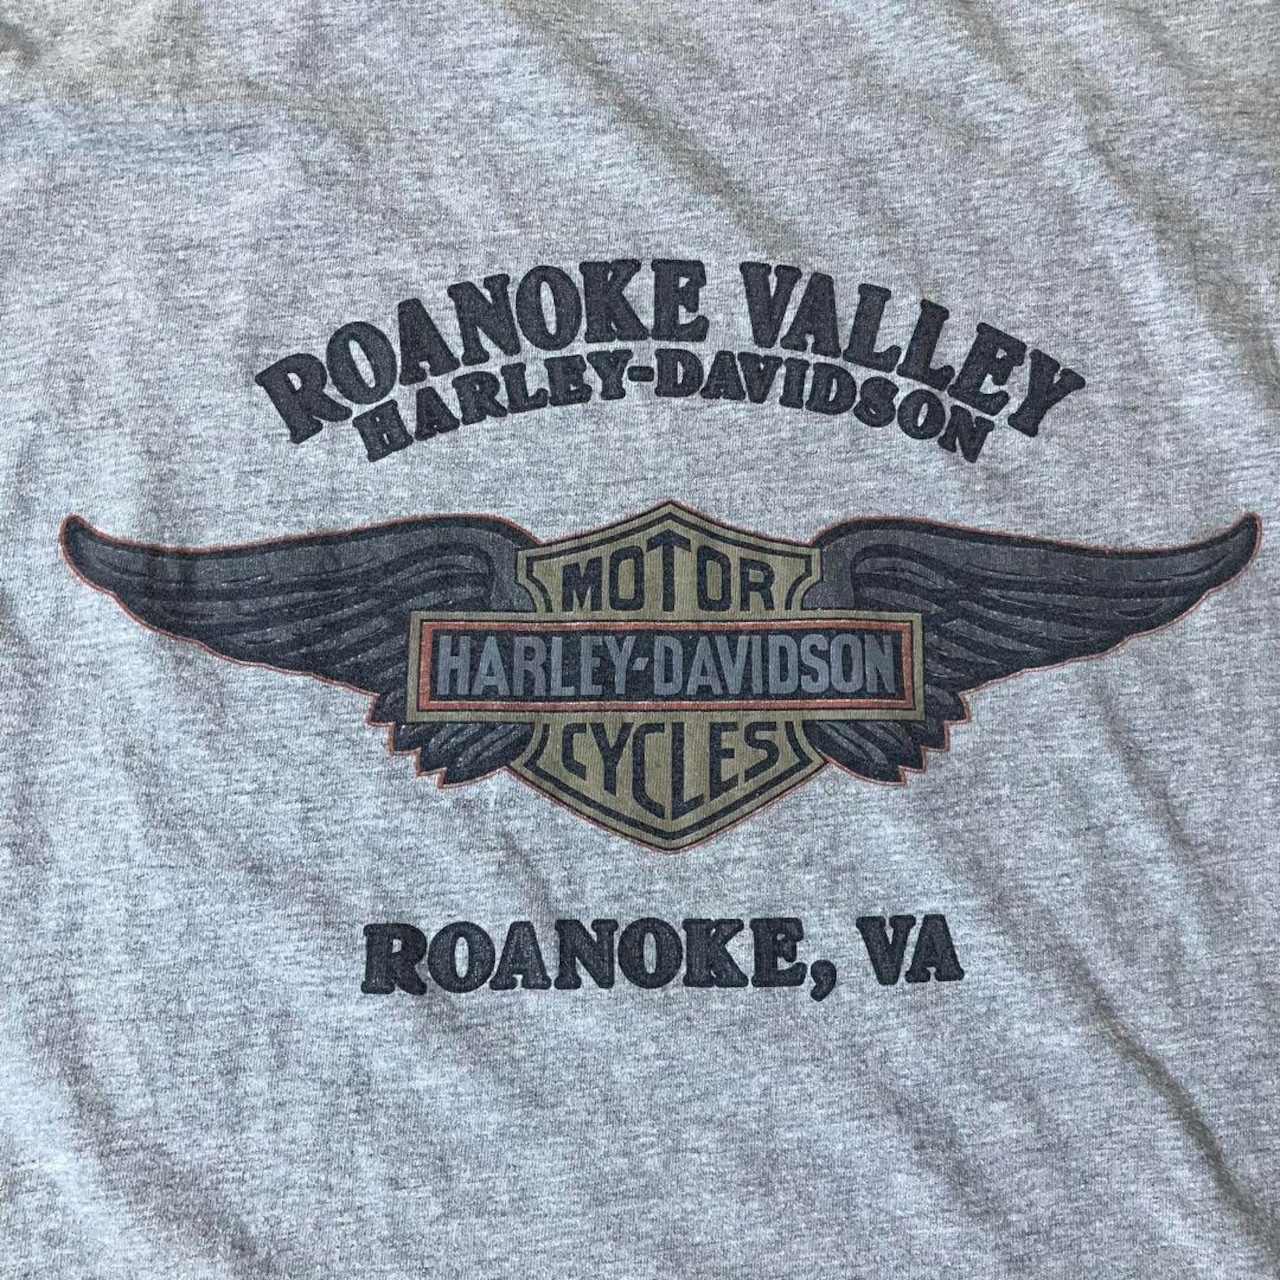 ROANOKE VALLEY
HARLEY-DAVIDSON
MOTOR
HARLEY-DAVIDSON
CYCLES
®
ROANOKE, VA